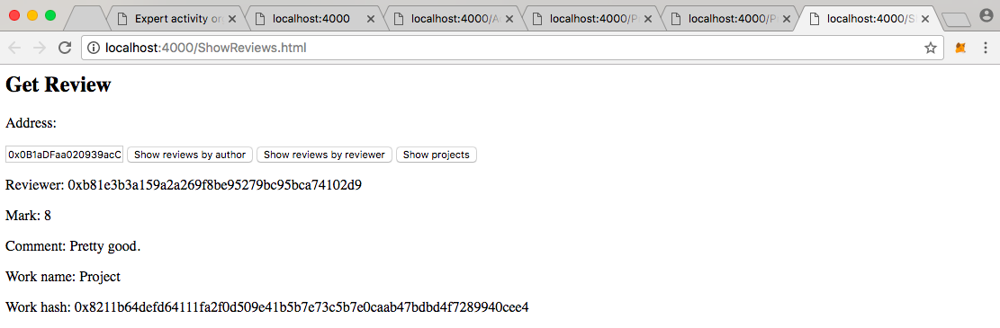 Expert activity or
localhost:4000
localhost:4000/A
localhost:4000/P
localhost:4000/P
localhost:4000/S
localhost:4000/ShowReviews.html
Get Review
Address:
0x0B1aDFaa020939acC Show reviews by author Show reviews by reviewer Show projects
Reviewer: 0xb81e3b3a159a2a269f8be95279bc95bca74102d9
Mark: 8
Comment: Pretty good.
Work name: Project
Work hash: 0x8211b64defd64111fa2f0d509e41b5b7e73c5b7e0caab47bdbd4f7289940cee4